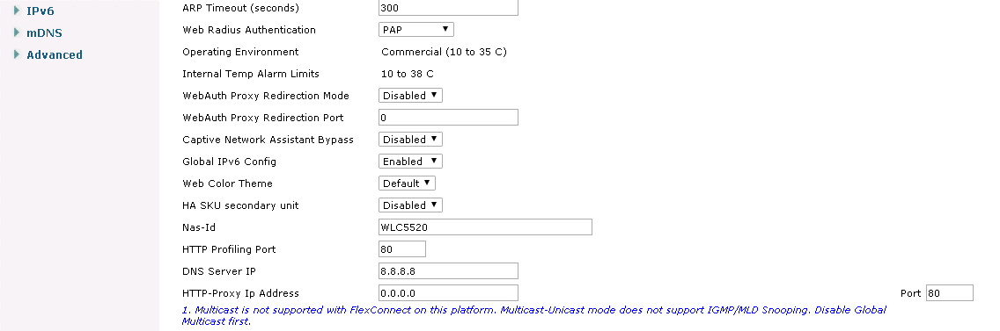 IPv6
mDNS
Advanced
ARP Timeout (seconds) 300
Web Radius Authentication PAP
Operating Environment Commercial (10 to 35 C)
Internal Temp Alarm Limits 10 to 38 C
WebAuth Proxy Redirection Mode Disabled
WebAuth Proxy Redirection Port 0
Captive Network Assistant Bypass Disabled
Global IPv6 Config Enabled
Web Color Theme Default
HA SKU secondary unit Disabled
Nas-Id WLC5520
HTTP Profiling Port 80
DNS Server IP 8.8.8.8
HTTP-Proxy Ip Address 0.0.0.0 Port 80
1. Multicast is not supported with FlexConnect on this platform. Multicast-Unicast mode does not support IGMP/MLD Snooping. Disable Global
Multicast first.